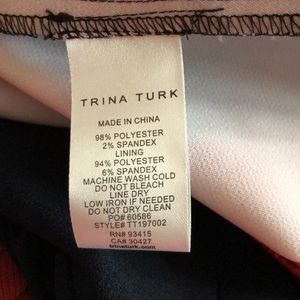 TRINA TURK
MADE IN CHINA
98% POLYESTER
2% SPANDEX
LINING
94% POLYESTER
6% SPANDEX
MACHINE WASH COLD
DO NOT BLEACH
LINE DRY
LOW IRON IF NEEDED
DO NOT DRY CLEAN
PO# 60586
STYLE# TT197002
RN# 93415
CA# 30427
trinaturk.com